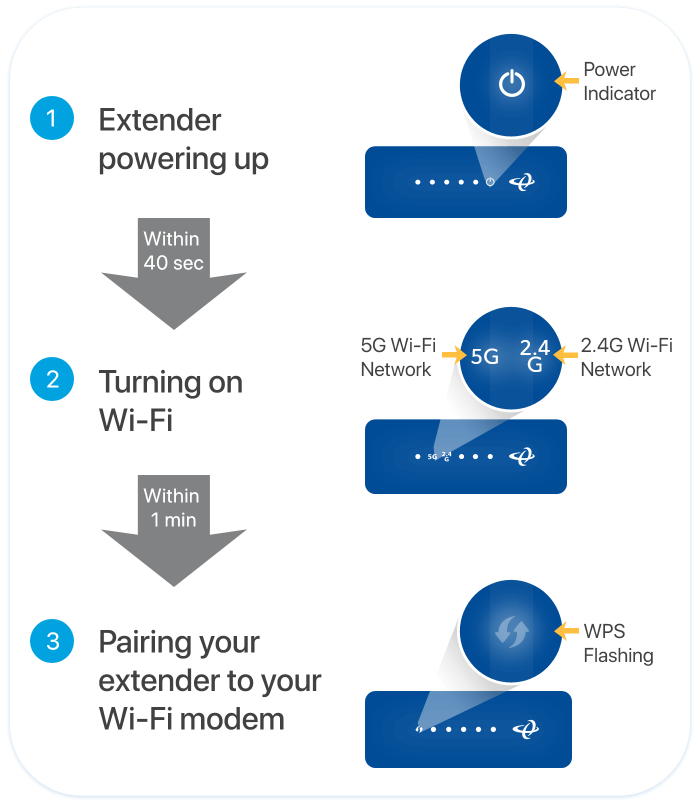 1
Extender
powering up
Power
Indicator
Within
40 sec
2
Turning on
Wi-Fi
5G Wi-Fi
Network
5G
2.4
G
2.4G Wi-Fi
Network
5G
2.4
G
Within
1 min
3
Pairing your
extender to your
Wi-Fi modem
WPS
Flashing